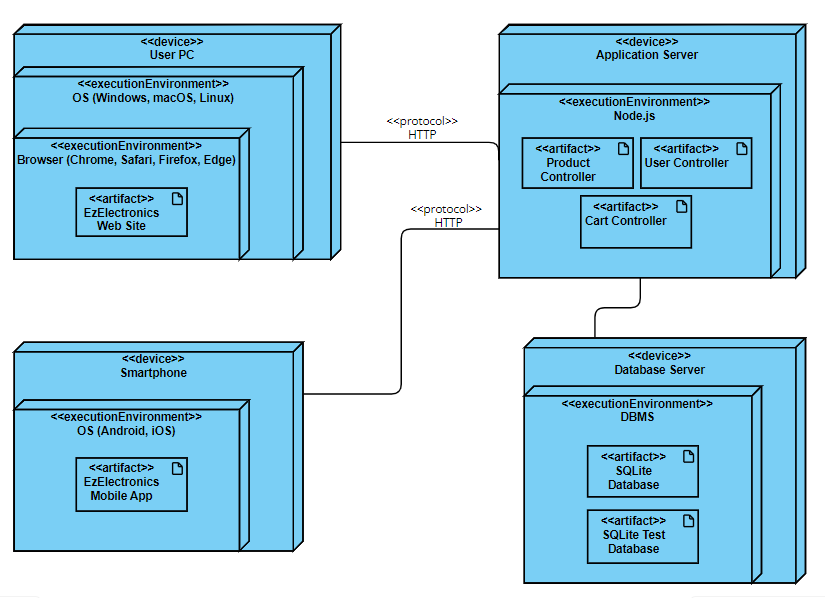 <<device>>
User PC
<<executionEnvironment>>
OS (Windows, macOS, Linux)
<<executionEnvironment>>
Browser (Chrome, Safari, Firefox, Edge)
<<artifact>>
EzElectronics
Web Site
<<protocol>>
HTTP
<<protocol>>
HTTP
<<device>>
Application Server
<<executionEnvironment>>
Node.js
<<artifact>>
Product
Controller
<<artifact>>
User Controller
<<artifact>>
Cart Controller
<<device>>
Smartphone
<<executionEnvironment>>
OS (Android, iOS)
<<artifact>>
EzElectronics
Mobile App
<<device>>
Database Server
<<executionEnvironment>>
DBMS
<<artifact>>
SQLite
Database
<<artifact>>
SQLite Test
Database